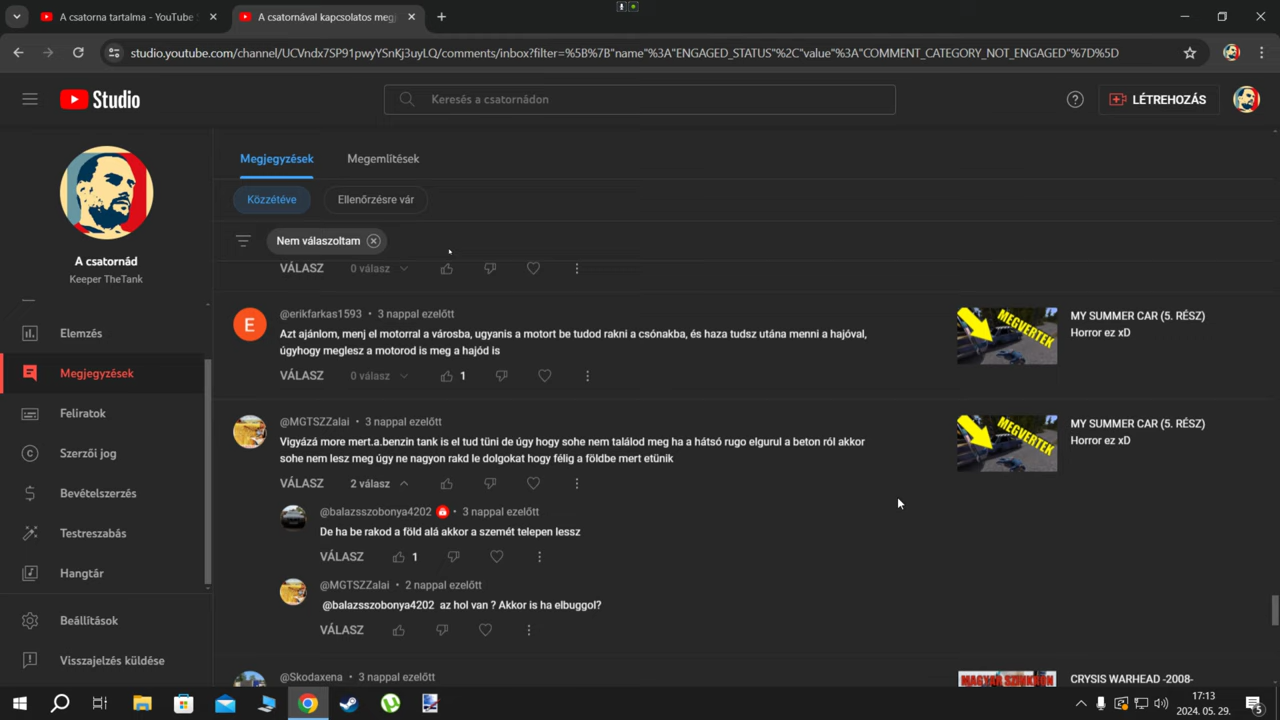 A csatorna tartalma - YouTube S
A csatornával kapcsolatos megj
studio.youtube.com/channel/UCVndx7SP91pwyYSnKj3uyLQ/comments/inbox?filter=%5B%7B"name"%3A"ENGAGED_STATUS"%2C"value"%3A"COMMENT_CATEGORY_NOT_ENGAGED"%7D%5D
Studio
Keresés a csatornádon
LÉTREHOZÁS
A csatornád
Keeper TheTank
Elemzés
Megjegyzések
Feliratok
Szerzői jog
Bevételszerzés
Testreszabás
Hangtár
Beállítások
Visszajelzés küldése
Megjegyzések
Megemlítések
Közzétéve
Ellenőrzésre vár
Nem válaszoltam
VÁLASZ 0 válasz
E
@erikfarkas1593 • 3 nappal ezelőtt
Azt ajánlom, menj el motorral a városba, ugyanis a motort be tudod rakni a csónakba, és haza tudsz utána menni a hajóval,
úgyhogy meglesz a motorod is meg a hajód is
VÁLASZ 0 válasz 1
MEGVERTEK
MY SUMMER CAR (5. RÉSZ)
Horror ez xD
@MGTSZZalai • 3 nappal ezelőtt
Vigyázá more mert.a.benzin tank is el tud tüni de úgy hogy sohe nem találod meg ha a hátsó rugo elgurul a beton ról akkor
sohe nem lesz meg úgy ne nagyon rakd le dolgokat hogy félig a földbe mert etünik
VÁLASZ 2 válasz
MEGVERTEK
MY SUMMER CAR (5. RÉSZ)
Horror ez xD
@balazsszobonya4202 • 3 nappal ezelőtt
De ha be rakod a föld alá akkor a szemét telepen lessz
VÁLASZ 1
@MGTSZZalai • 2 nappal ezelőtt
@balazsszobonya4202 az hol van ? Akkor is ha elbuggol?
VÁLASZ
@Skodaxena • 3 nappal ezelőtt
MAGYAR SZINKRON
CRYSIS WARHEAD -2008-
17:13
2024. 05. 29.
5